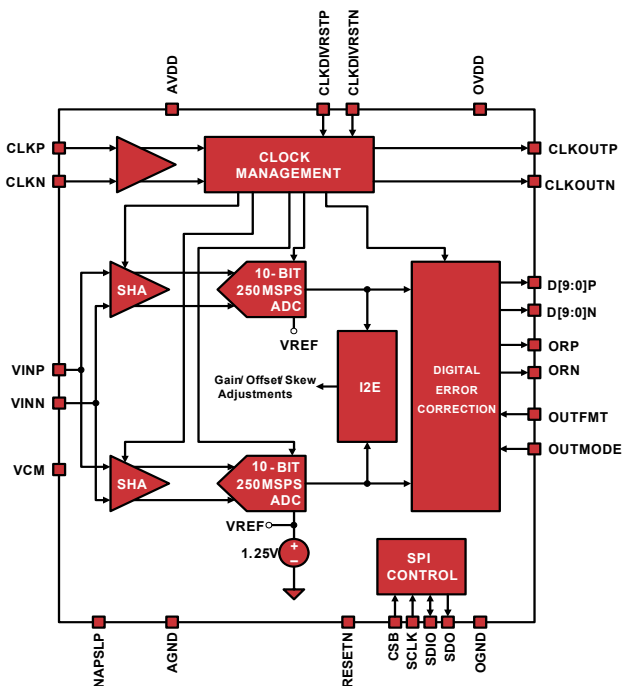 AVDD
CLKDIVRSTP
CLKDIVRSTN
OVDD
CLKP
CLKN
CLOCK
MANAGEMENT
CLKOUTP
CLKOUTN
SHA
10-BIT
250MSPS
ADC
VREF
D[9:0]P
D[9:0]N
ORP
ORN
OUTFMT
OUTMODE
VINP
VINN
VCM
Gain/ Offset/ Skew
Adjustments
I2E
DIGITAL
ERROR
CORRECTION
SHA
10-BIT
250MSPS
ADC
VREF
1.25V
+
–
SPI
CONTROL
NAPSLP
AGND
RESETN
CSB
SCLK
SDIO
SDO
OGND